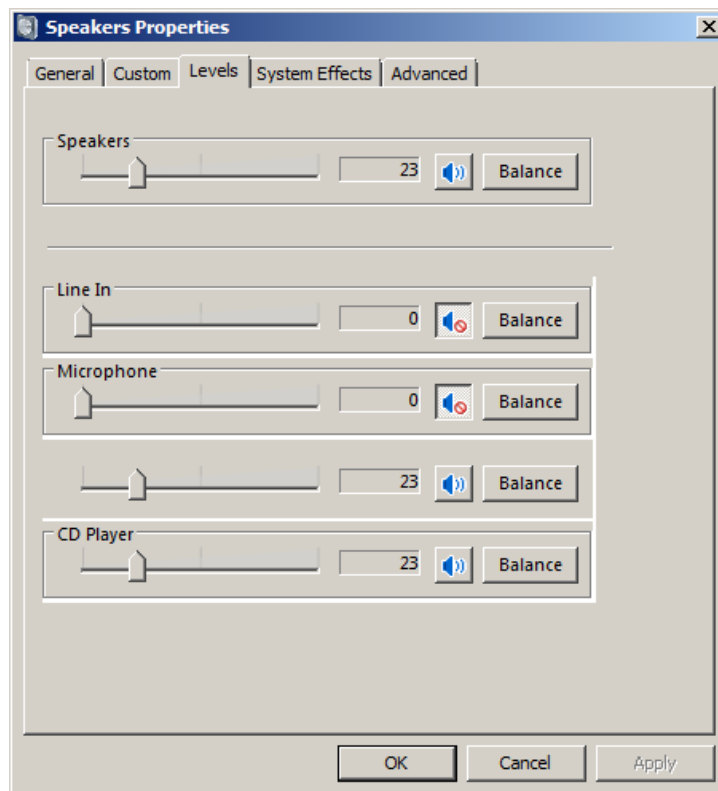 Speakers Properties
General Custom Levels System Effects Advanced
Speakers
23 Balance
Line In
0 Balance
Microphone
0 Balance
23 Balance
CD Player
23 Balance
OK Cancel Apply